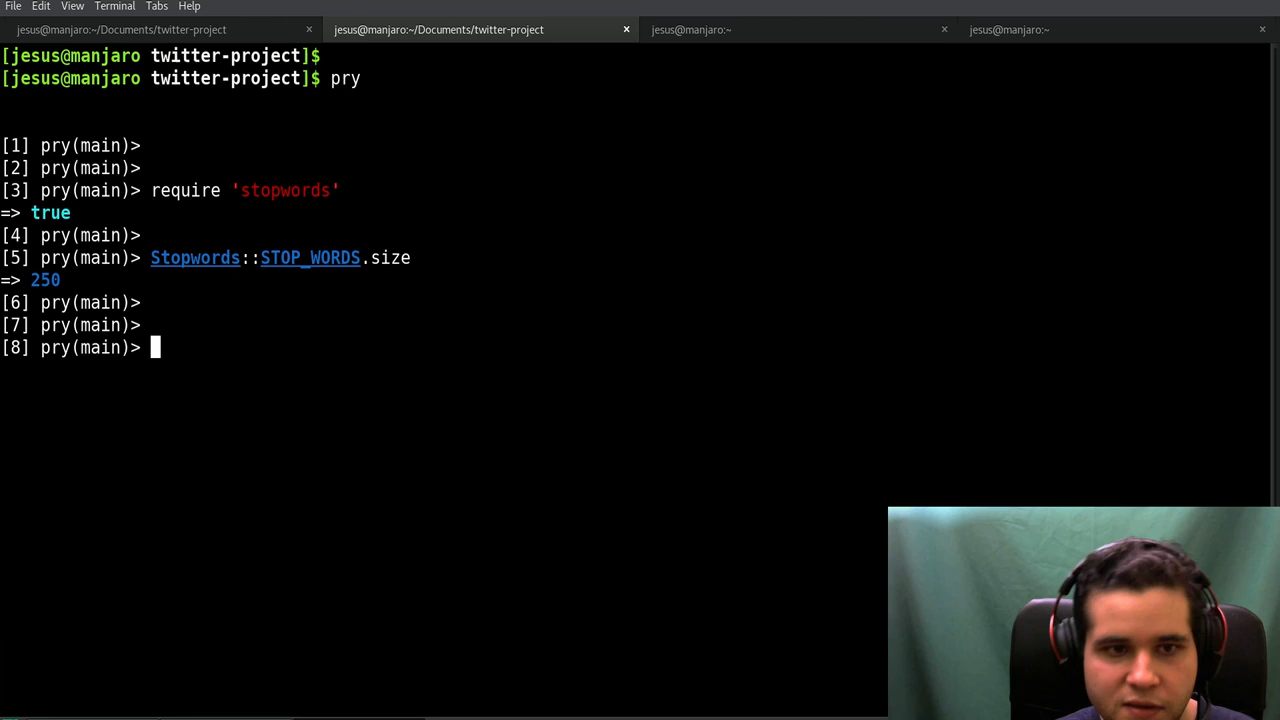 File Edit View Terminal Tabs Help
jesus@manjaro:~/Documents/twitter-project × jesus@manjaro:~/Documents/twitter-project × jesus@manjaro:~ × jesus@manjaro:~ ×
[jesus@manjaro twitter-project]$
[jesus@manjaro twitter-project]$ pry
[1] pry(main)>
[2] pry(main)>
[3] pry(main)> require 'stopwords'
=> true
[4] pry(main)>
[5] pry(main)> Stopwords::STOP_WORDS.size
=> 250
[6] pry(main)>
[7] pry(main)>
[8] pry(main)>